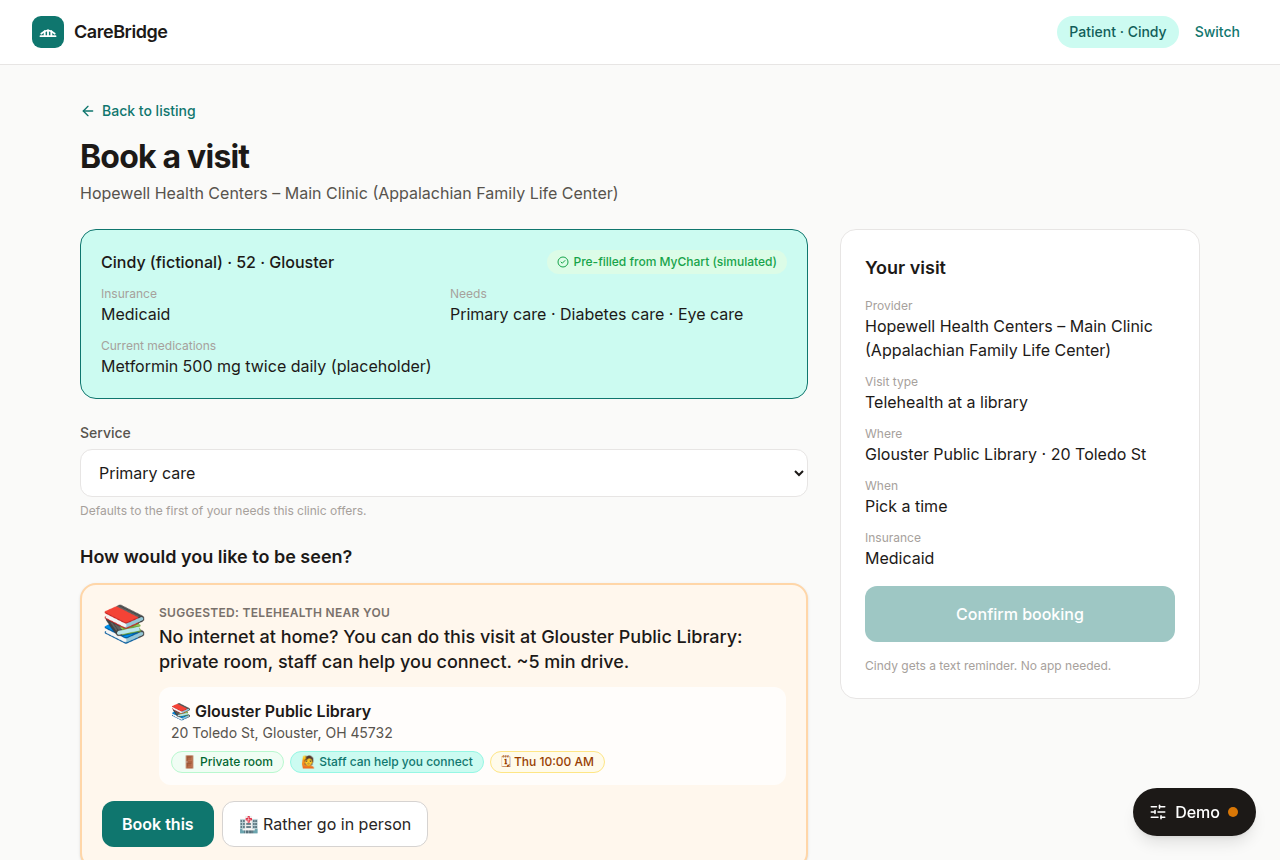 CareBridge
Patient · Cindy
Switch
Back to listing
Book a visit
Hopewell Health Centers – Main Clinic (Appalachian Family Life Center)
Cindy (fictional) · 52 · Glouster
Pre-filled from MyChart (simulated)
Insurance
Medicaid
Needs
Primary care · Diabetes care · Eye care
Current medications
Metformin 500 mg twice daily (placeholder)
Service
Primary care
Defaults to the first of your needs this clinic offers.
How would you like to be seen?
SUGGESTED: TELEHEALTH NEAR YOU
No internet at home? You can do this visit at Glouster Public Library:
private room, staff can help you connect. ~5 min drive.
Glouster Public Library
20 Toledo St, Glouster, OH 45732
Private room
Staff can help you connect
Thu 10:00 AM
Book this
Rather go in person
Your visit
Provider
Hopewell Health Centers – Main Clinic
(Appalachian Family Life Center)
Visit type
Telehealth at a library
Where
Glouster Public Library · 20 Toledo St
When
Pick a time
Insurance
Medicaid
Confirm booking
Cindy gets a text reminder. No app needed.
Demo